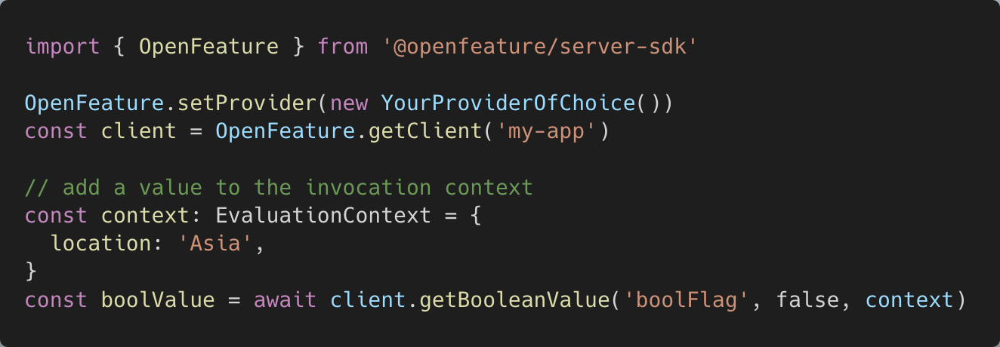 import { OpenFeature } from '@openfeature/server-sdk'
OpenFeature.setProvider(new YourProviderOfChoice())
const client = OpenFeature.getClient('my-app')
// add a value to the invocation context
const context: EvaluationContext = {
  location: 'Asia',
}
const boolValue = await client.getBooleanValue('boolFlag', false, context)